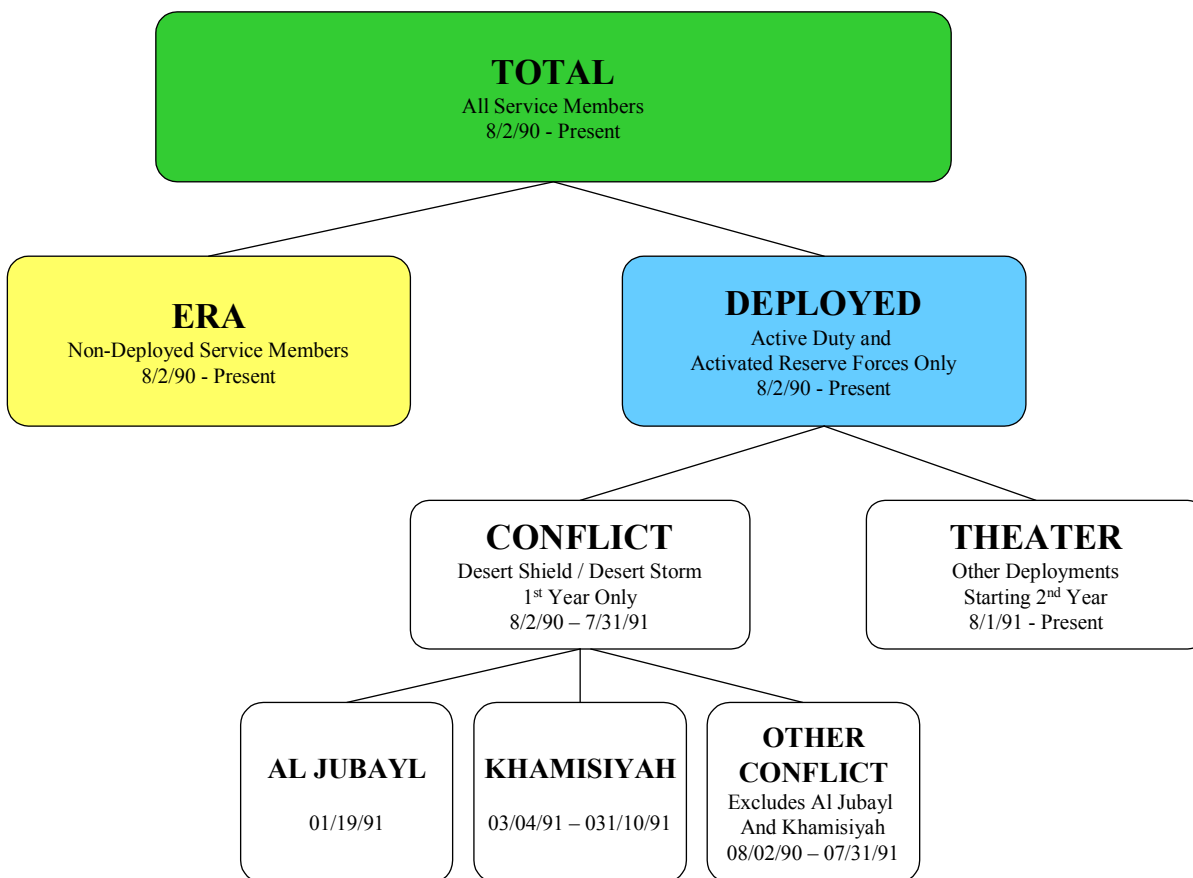 TOTAL
All Service Members
8/2/90 - Present
ERA
Non-Deployed Service Members
8/2/90 - Present
DEPLOYED
Active Duty and
Activated Reserve Forces Only
8/2/90 - Present
CONFLICT
Desert Shield / Desert Storm
1st Year Only
8/2/90 – 7/31/91
THEATER
Other Deployments
Starting 2nd Year
8/1/91 - Present
AL JUBAYL
01/19/91
KHAMISIYAH
03/04/91 – 031/10/91
OTHER
CONFLICT
Excludes Al Jubayl
And Khamisiyah
08/02/90 – 07/31/91